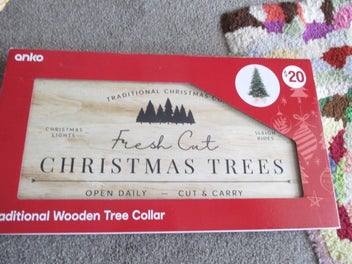 anko
$20
TRADITIONAL CHRISTMAS CO
CHRISTMAS
LIGHTS
SLEIGH
RIDES
Fresh Cut
CHRISTMAS TREES
OPEN DAILY — CUT & CARRY
aditional Wooden Tree Collar